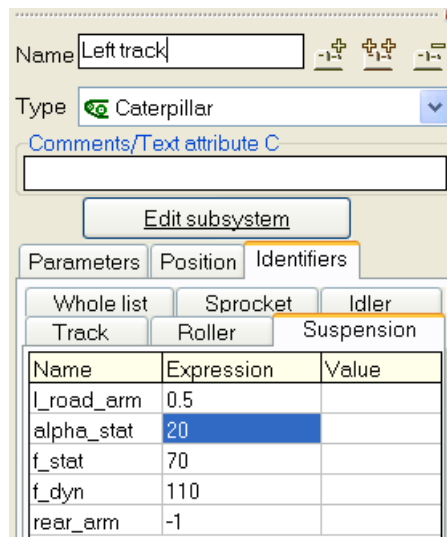 Name Left track
Type Caterpillar
Comments/Text attribute C
Edit subsystem
Parameters Position Identifiers
Whole list Sprocket Idler
Track Roller Suspension
Name Expression Value
l_road_arm 0.5
alpha_stat 20
f_stat 70
f_dyn 110
rear_arm -1